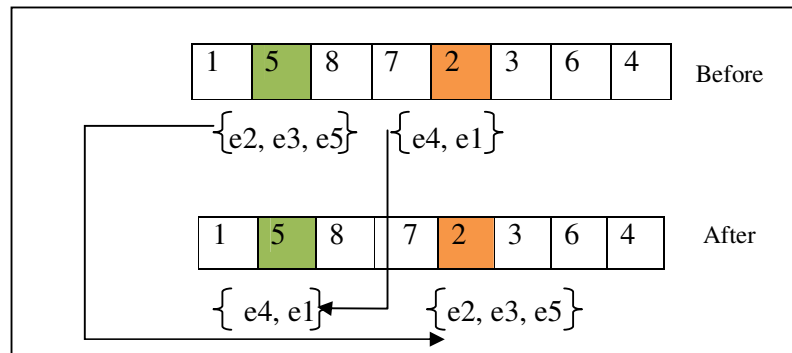 1 5 8 7 2 3 6 4 Before
{e2, e3, e5} {e4, e1}
1 5 8 7 2 3 6 4 After
{ e4, e1} {e2, e3, e5}